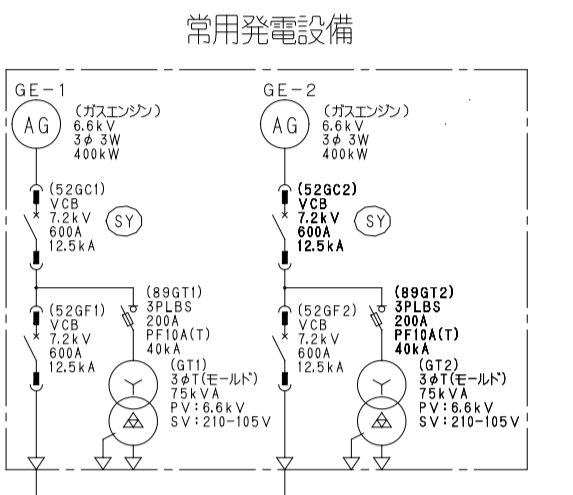 常用発電設備
GE-1
AG
(ガスエンジン)
6.6kV
3φ 3W
400kW
(52GC1)
VCB
7.2kV
600A
12.5kA
SY
(52GF1)
VCB
7.2kV
600A
12.5kA
(89GT1)
3PLBS
200A
PF10A(T)
40kA
(GT1)
3φT(モールド)
75kVA
PV:6.6kV
SV:210-105V
GE-2
AG
(ガスエンジン)
6.6kV
3φ 3W
400kW
(52GC2)
VCB
7.2kV
600A
12.5kA
SY
(52GF2)
VCB
7.2kV
600A
12.5kA
(89GT2)
3PLBS
200A
PF10A(T)
40kA
(GT2)
3φT(モールド)
75kVA
PV:6.6kV
SV:210-105V